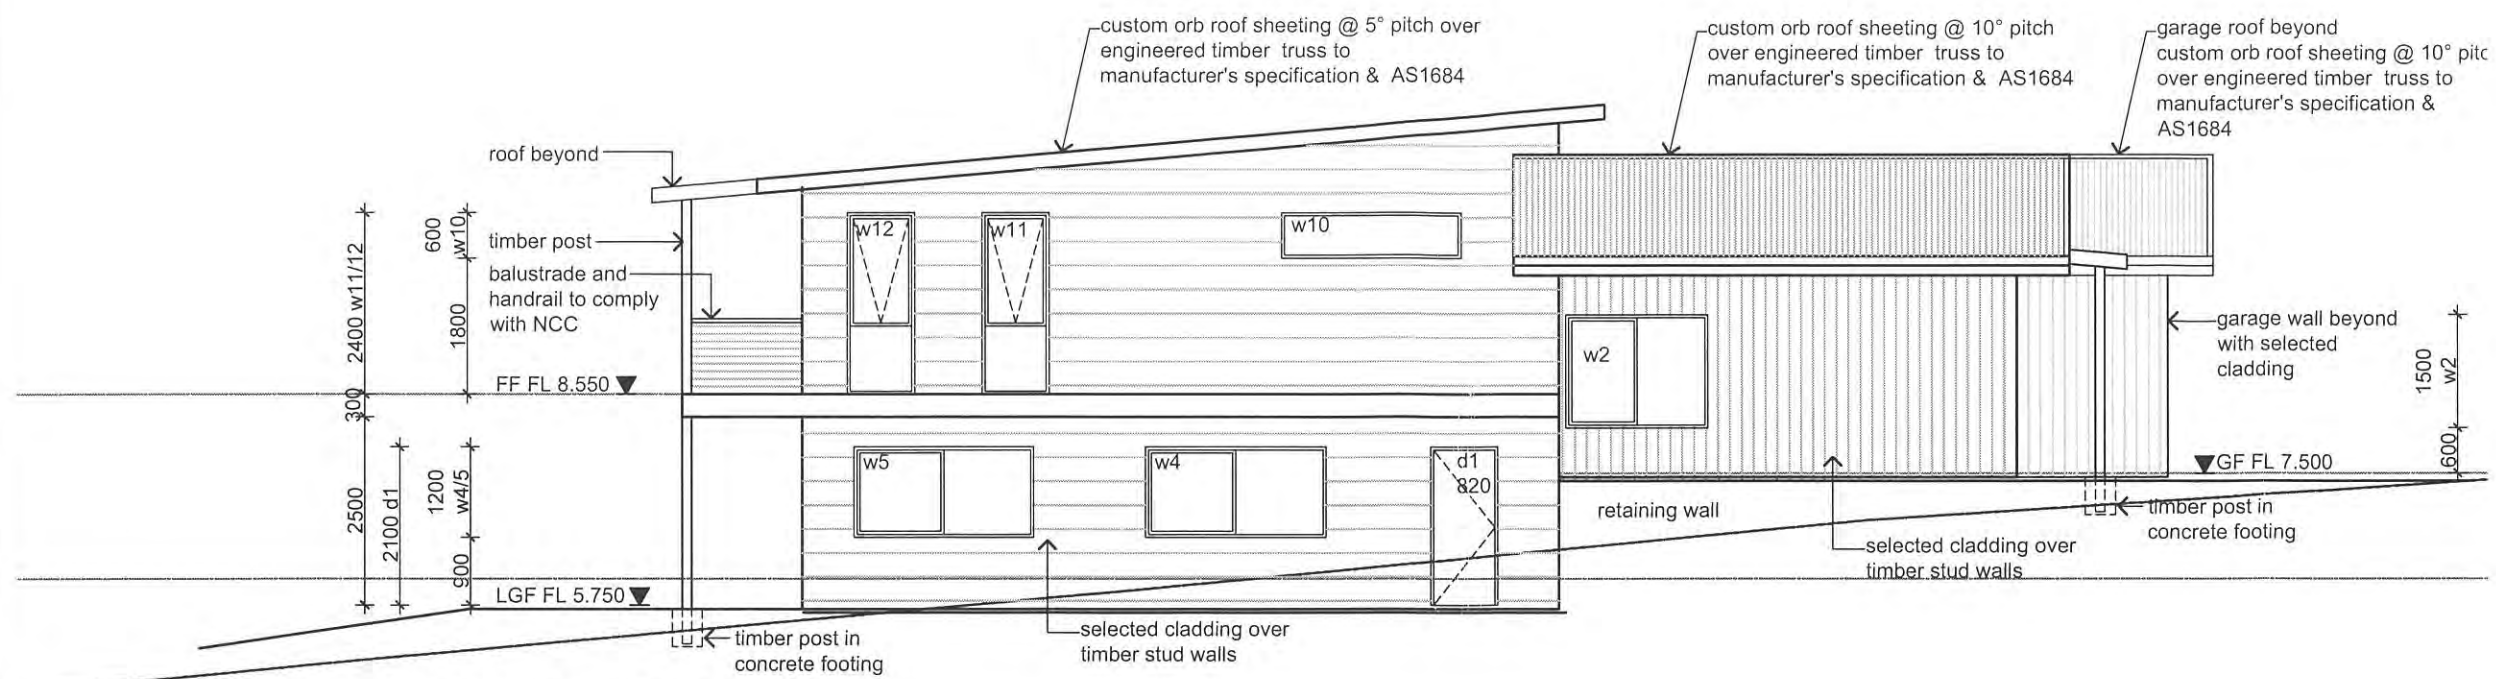 custom orb roof sheeting @ 5° pitch over
engineered timber truss to
manufacturer's specification & AS1684
custom orb roof sheeting @ 10° pitch
over engineered timber truss to
manufacturer's specification & AS1684
garage roof beyond
custom orb roof sheeting @ 10° pitc
over engineered timber truss to
manufacturer's specification &
AS1684
roof beyond
timber post
balustrade and
handrail to comply
with NCC
2400 w11/12
600
w10
1800
300
2500
2100 d1
1200
w4/5
900
FF FL 8.550
LGF FL 5.750
w12
w11
w10
w2
w5
w4
d1
820
garage wall beyond
with selected
cladding
1500
w2
600
GF FL 7.500
retaining wall
timber post in
concrete footing
selected cladding over
timber stud walls
selected cladding over
timber stud walls
timber post in
concrete footing